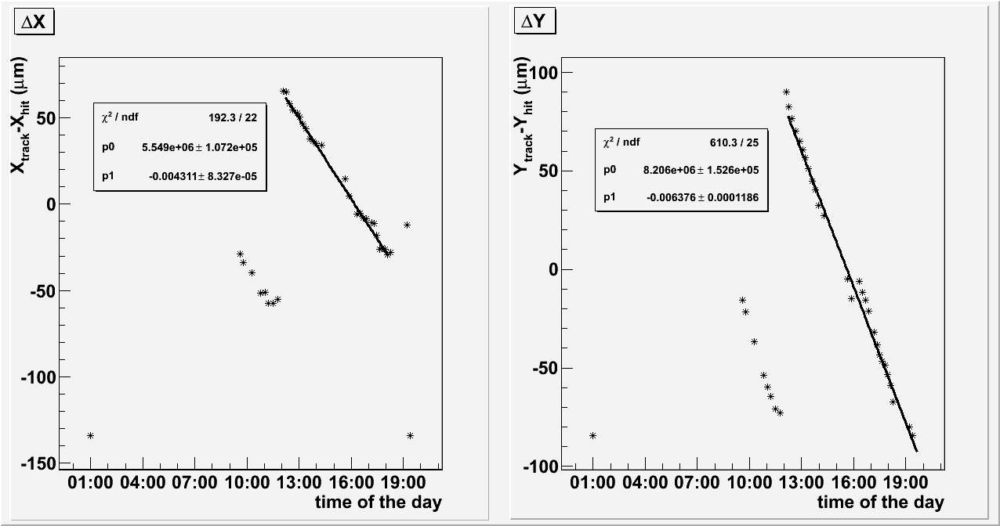 ΔX
X_track-X_hit (μm)
50
0
-50
-100
-150
χ² / ndf 192.3 / 22
p0 5.549e+06 ± 1.072e+05
p1 -0.004311 ± 8.327e-05
01:00 04:00 07:00 10:00 13:00 16:00 19:00
time of the day
ΔY
Y_track-Y_hit (μm)
100
50
0
-50
-100
χ² / ndf 610.3 / 25
p0 8.206e+06 ± 1.526e+05
p1 -0.006376 ± 0.0001186
01:00 04:00 07:00 10:00 13:00 16:00 19:00
time of the day